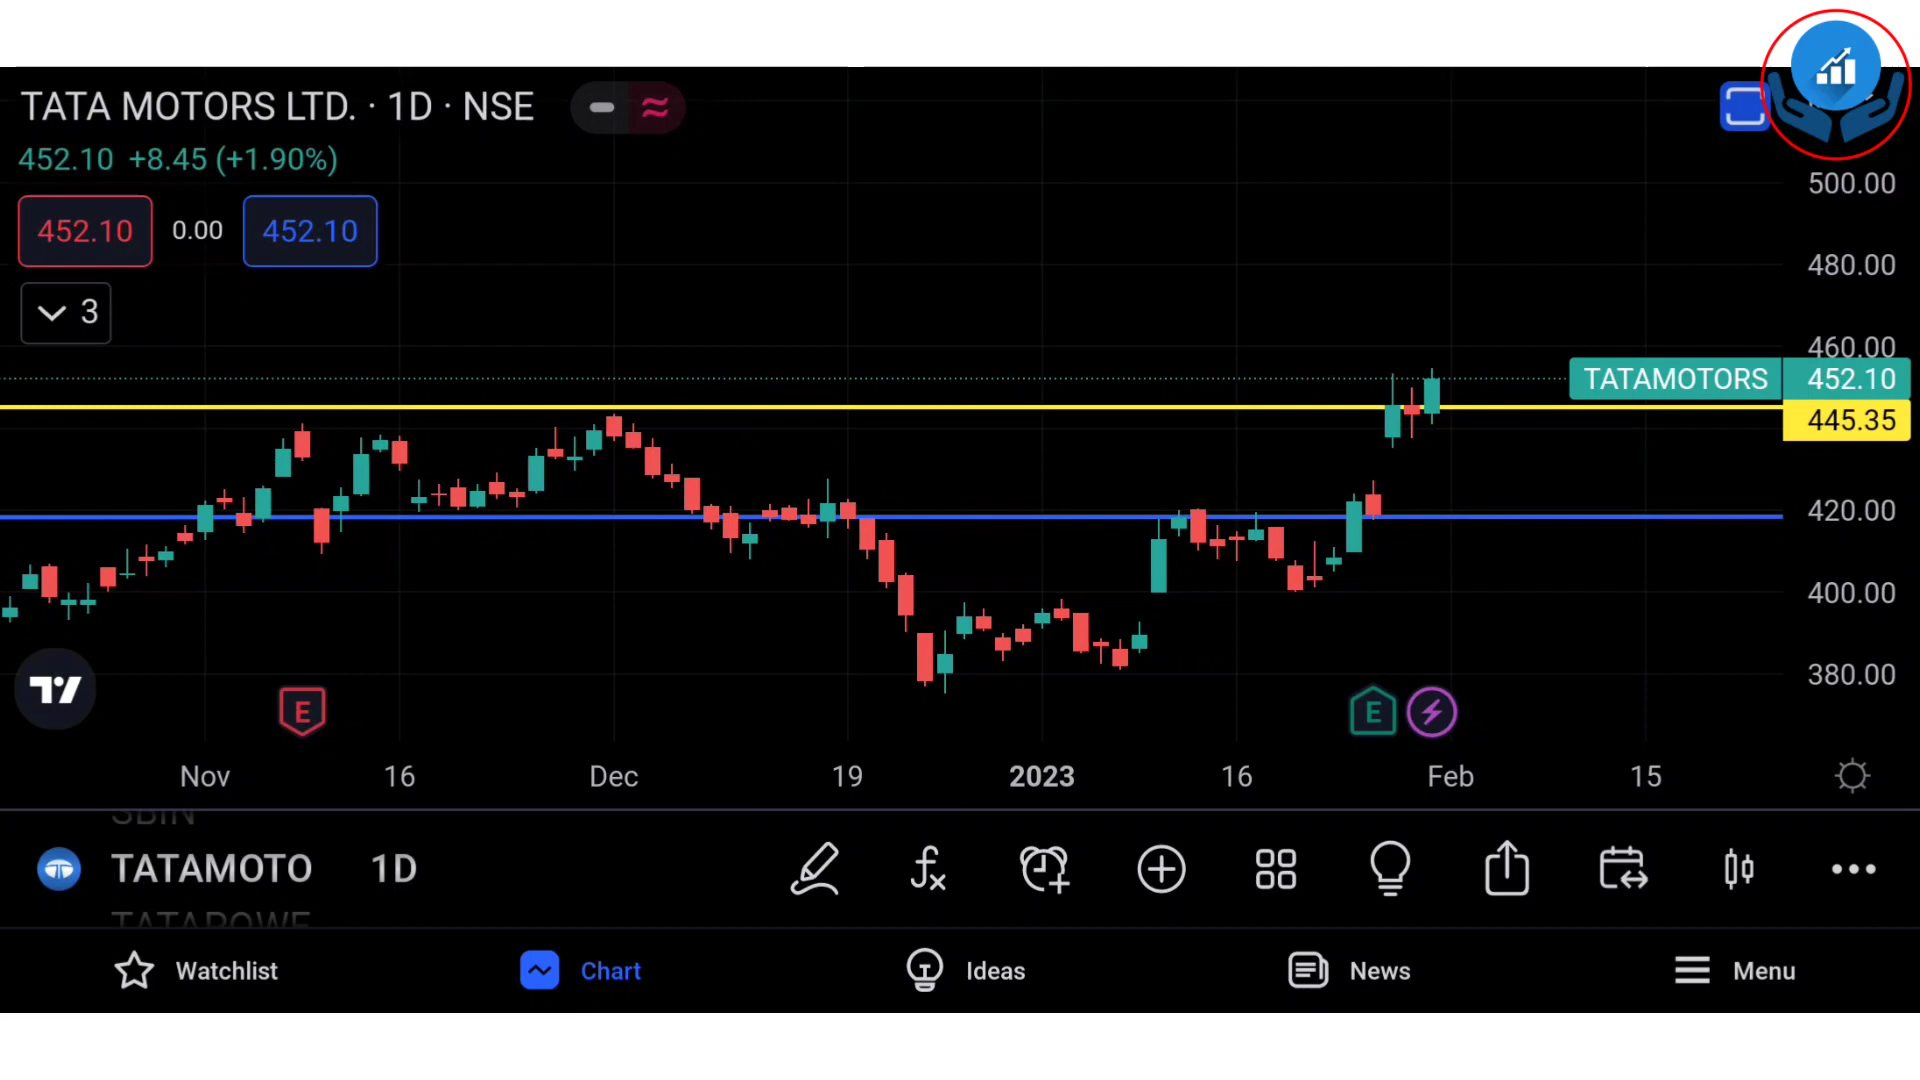 TATA MOTORS LTD. · 1D · NSE
452.10 +8.45 (+1.90%)
452.10 0.00 452.10
3
500.00
480.00
460.00
TATAMOTORS 452.10
445.35
420.00
400.00
380.00
E E
Nov 16 Dec 19 2023 16 Feb 15
SBIN
TATAMOTO 1D
TATAPOWE
Watchlist Chart Ideas News Menu